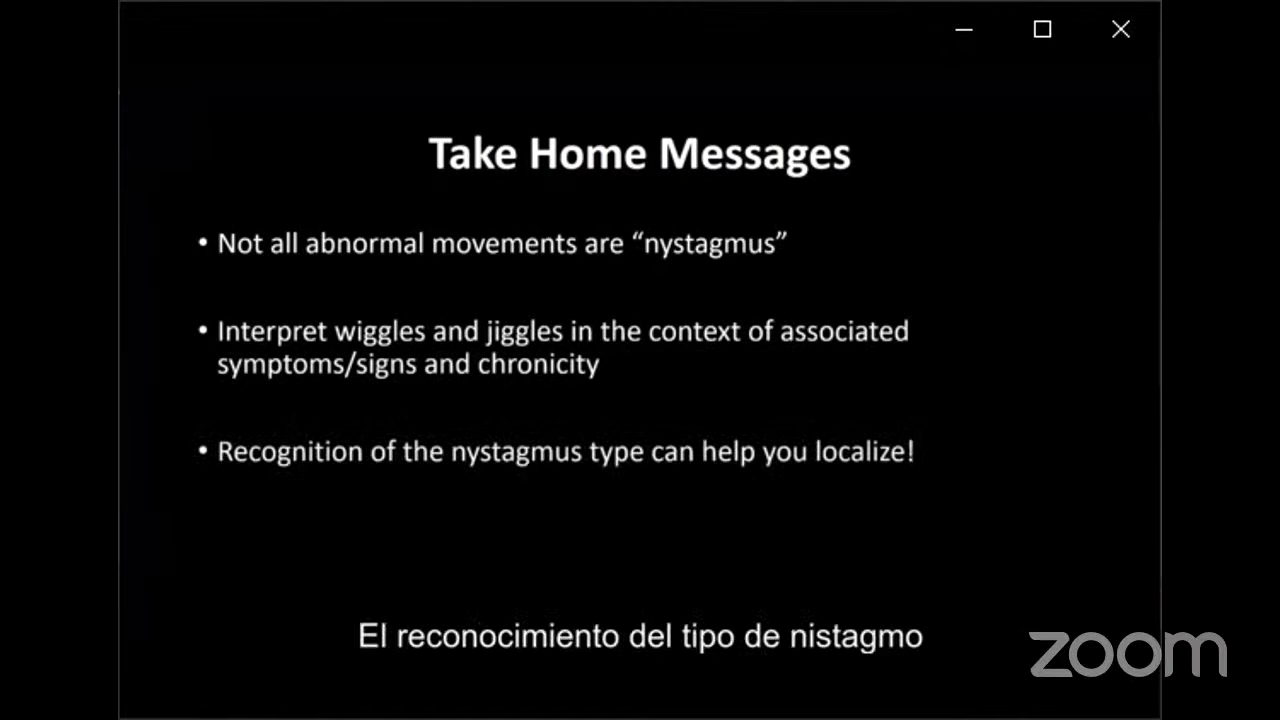 Take Home Messages
• Not all abnormal movements are “nystagmus”
• Interpret wiggles and jiggles in the context of associated
symptoms/signs and chronicity
• Recognition of the nystagmus type can help you localize!
El reconocimiento del tipo de nistagmo
zoom